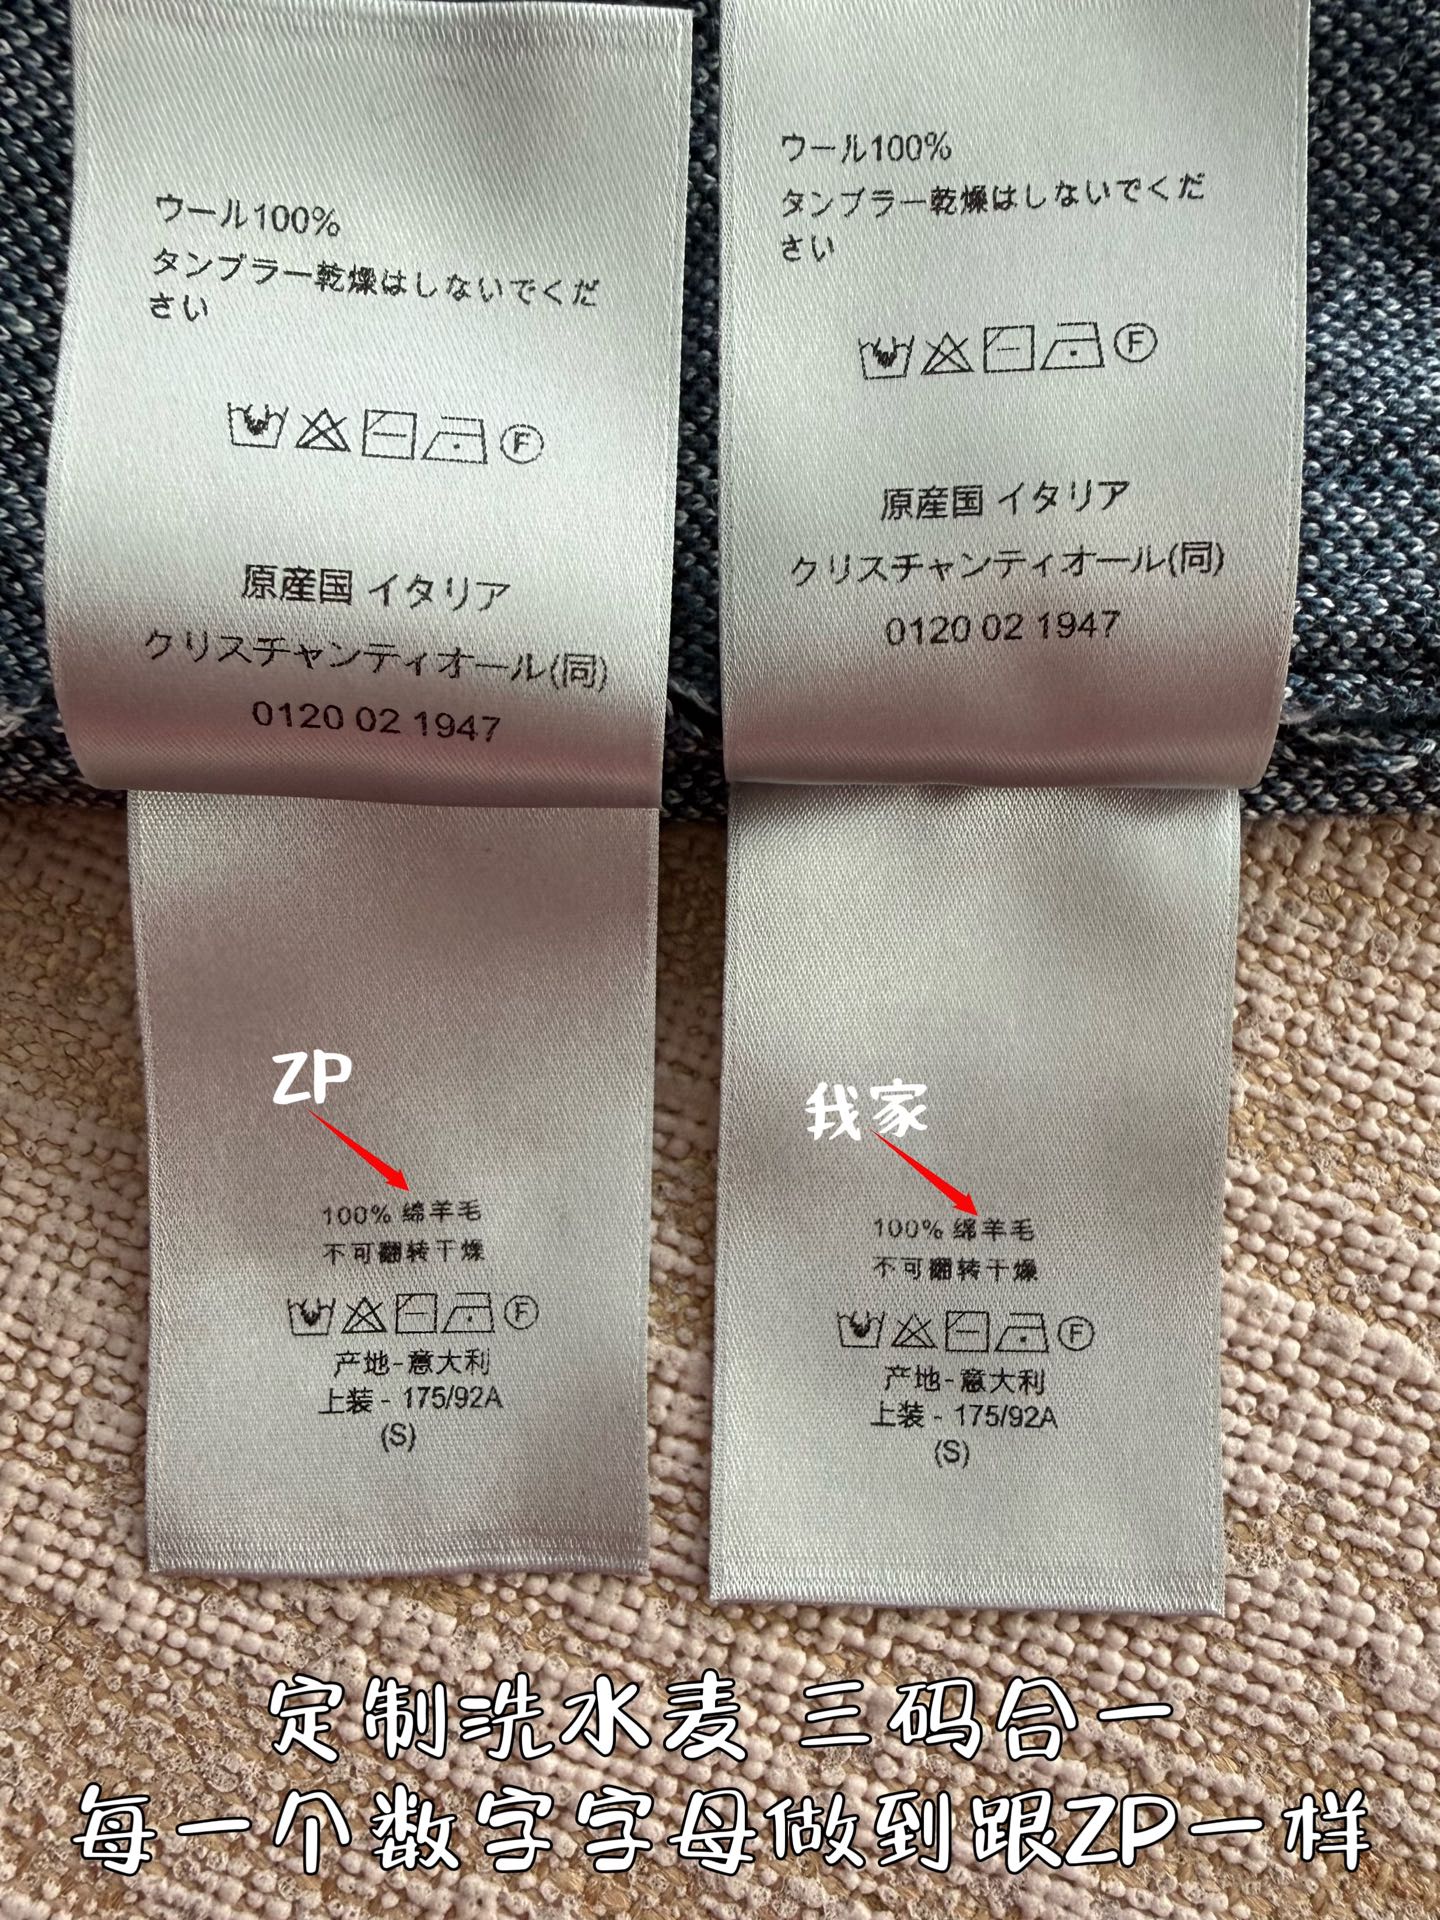 ウール100%
タンブラー乾燥はしないでくだ
さい
F
原産国 イタリア
クリスチャンティオール(同)
0120 02 1947
ZP
100% 绵羊毛
不可翻转干燥
F
产地-意大利
上装 - 175/92A
(S)
ウール100%
タンブラー乾燥はしないでくだ
さい
F
原産国 イタリア
クリスチャンティオール(同)
0120 02 1947
我家
100% 绵羊毛
不可翻转干燥
F
产地-意大利
上装 - 175/92A
(S)
定制洗水麦 三码合一
每一个数字字母做到跟ZP一样